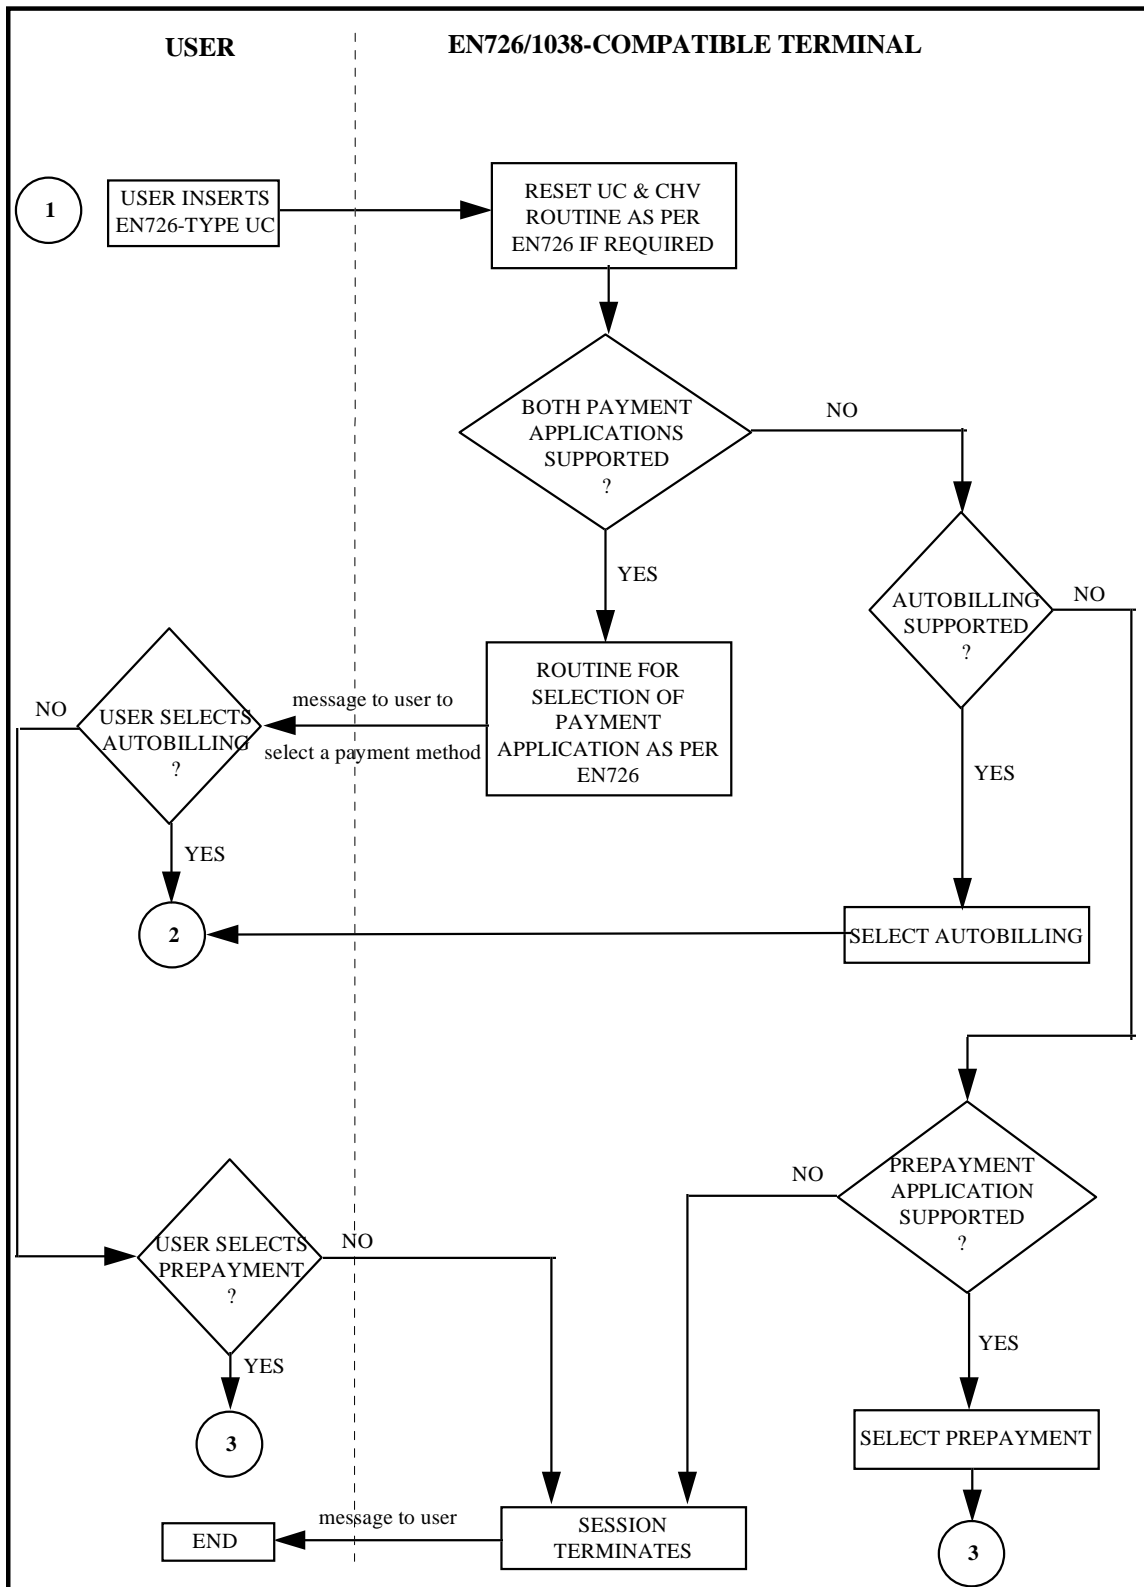 USER
EN726/1038-COMPATIBLE TERMINAL
1
USER INSERTS
EN726-TYPE UC
RESET UC & CHV
ROUTINE AS PER
EN726 IF REQUIRED
BOTH PAYMENT
APPLICATIONS
SUPPORTED
?
NO
YES
AUTOBILLING
SUPPORTED
?
NO
ROUTINE FOR
SELECTION OF
PAYMENT
APPLICATION AS PER
EN726
message to user to
select a payment method
NO
USER SELECTS
AUTOBILLING
?
YES
YES
2
SELECT AUTOBILLING
PREPAYMENT
APPLICATION
SUPPORTED
?
NO
USER SELECTS
PREPAYMENT
?
NO
YES
YES
3
SELECT PREPAYMENT
message to user
END
SESSION
TERMINATES
3